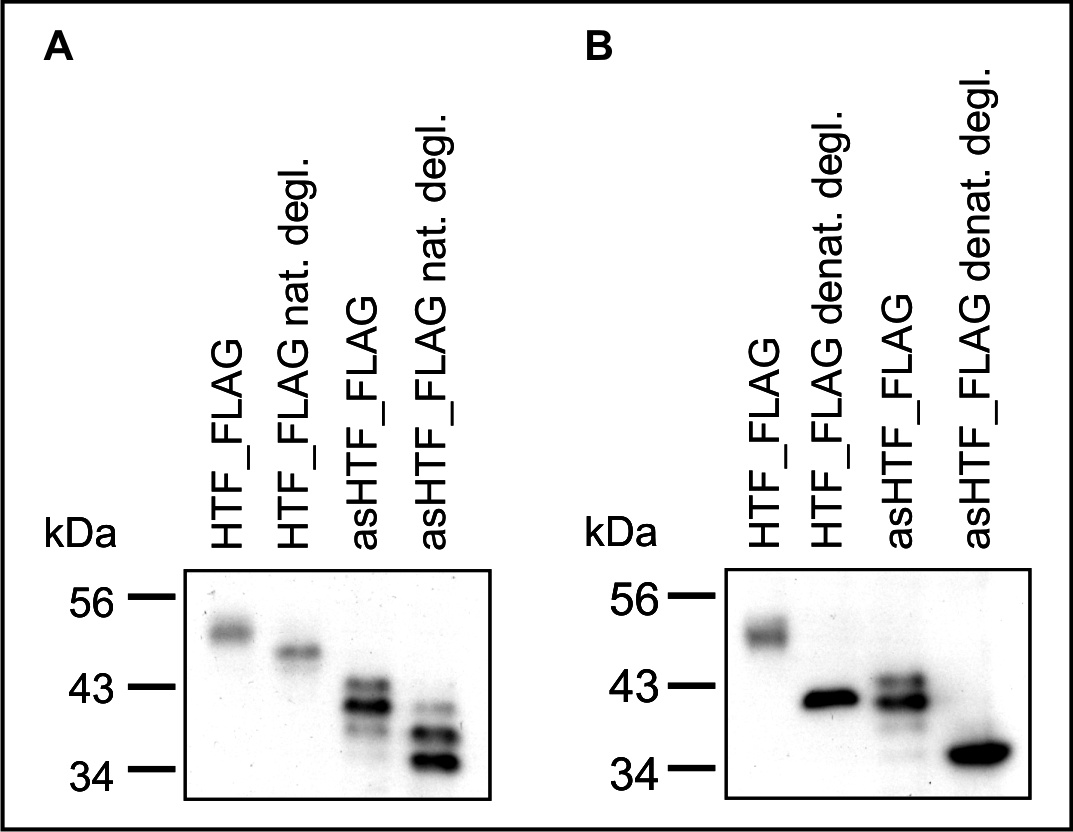 A
HTF_FLAG
HTF_FLAG nat. degl.
asHTF_FLAG
asHTF_FLAG nat. degl.
kDa
56
43
34
B
HTF_FLAG
HTF_FLAG denat. degl.
asHTF_FLAG
asHTF_FLAG denat. degl.
kDa
56
43
34